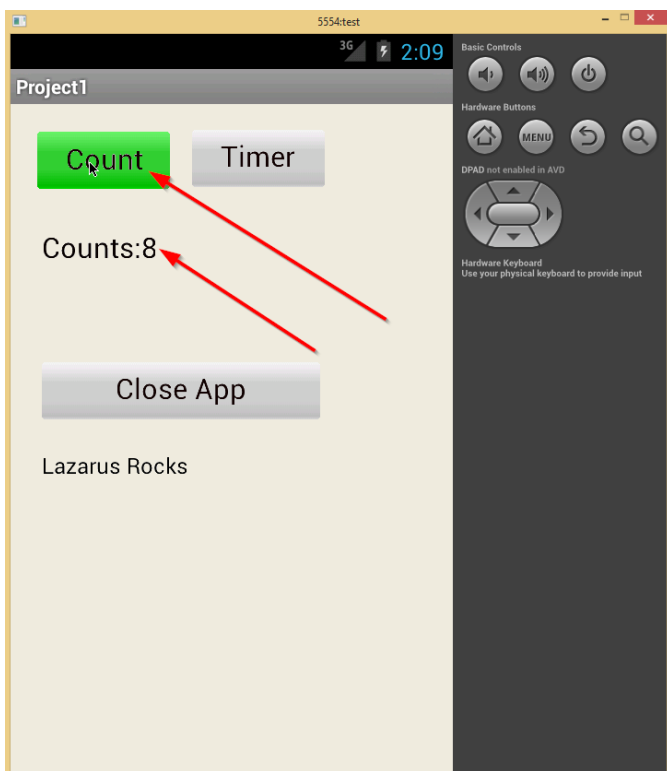 5554:test
3G 2:09
Project1
Count Timer
Counts:8
Close App
Lazarus Rocks
Basic Controls
Hardware Buttons
MENU
DPAD not enabled in AVD
Hardware Keyboard
Use your physical keyboard to provide input